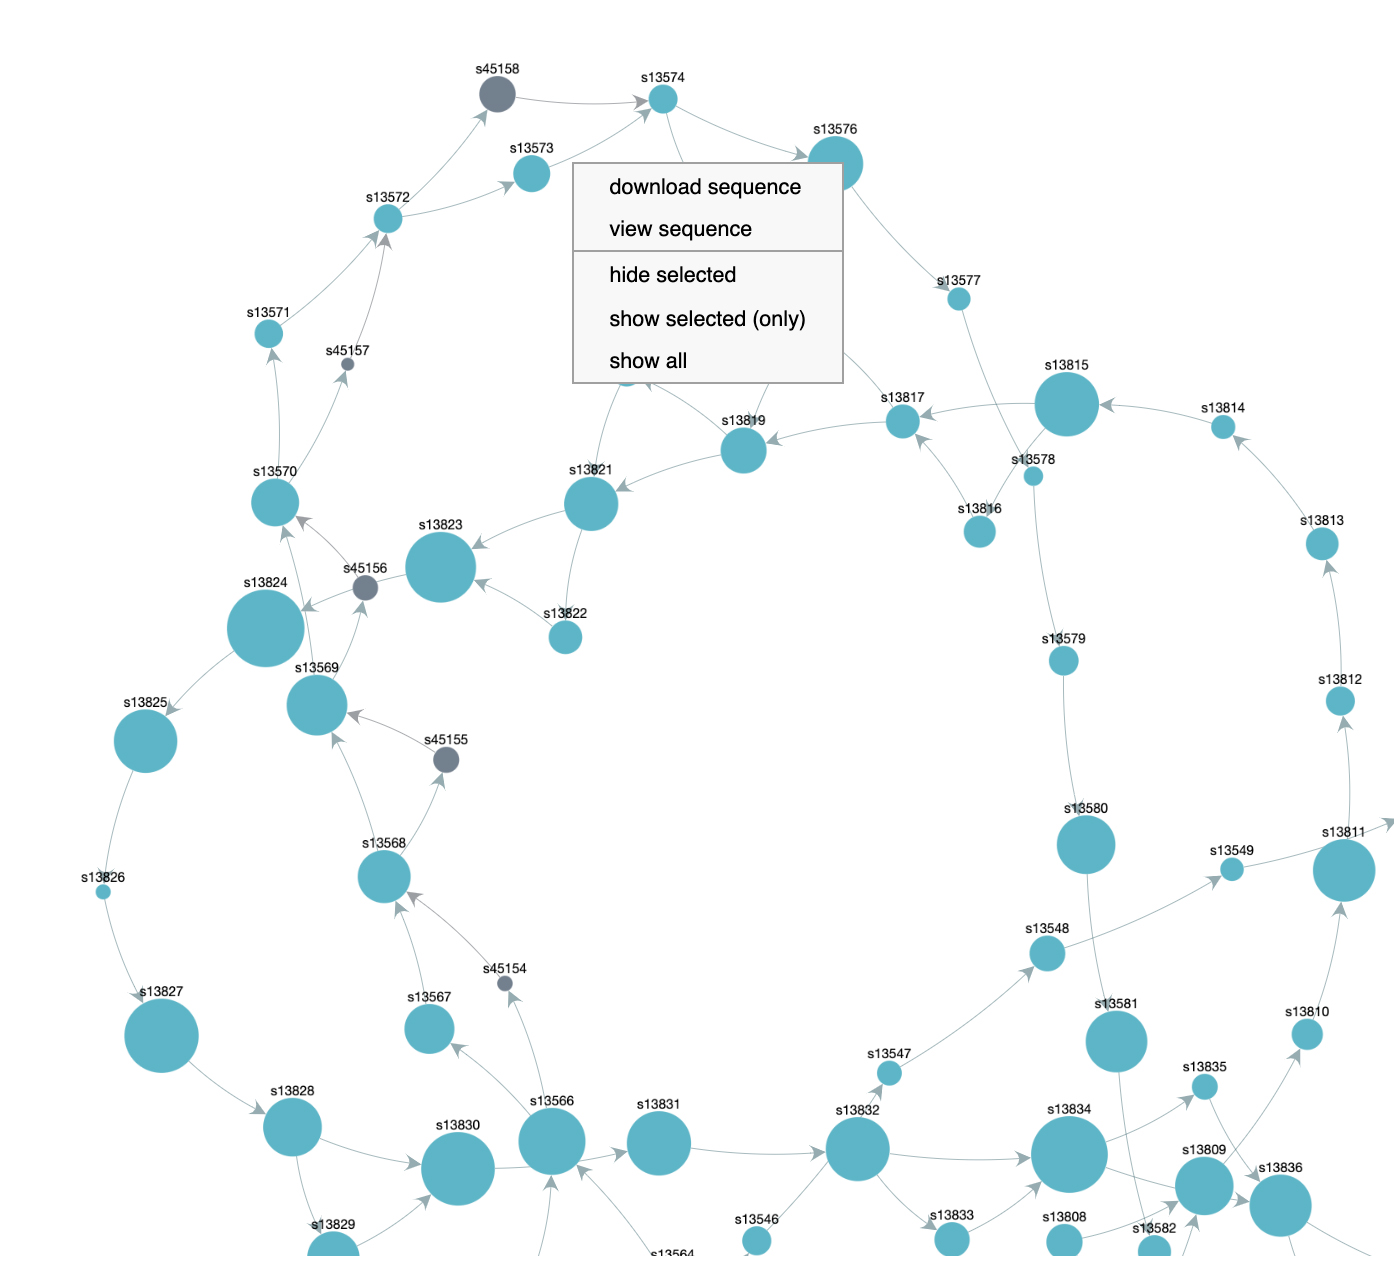 s45158
s13574
s13576
s13573
download sequence
s13572
view sequence
hide selected
s13577
s13571
show selected (only)
s45157
show all
s13815
s13817
s13814
s13819
s13578
s13570
s13821
s13816
s13813
s13823
s45156
s13824
s13822
s13579
s13569
s13812
s13825
s45155
s13580
s13811
s13568
s13549
s13826
s13548
s45154
s13827
s13567
s13581
s13810
s13547
s13835
s13828
s13566
s13831
s13832
s13834
s13830
s13809
s13836
s13829
s13546
s13833
s13808
s13582
s13564